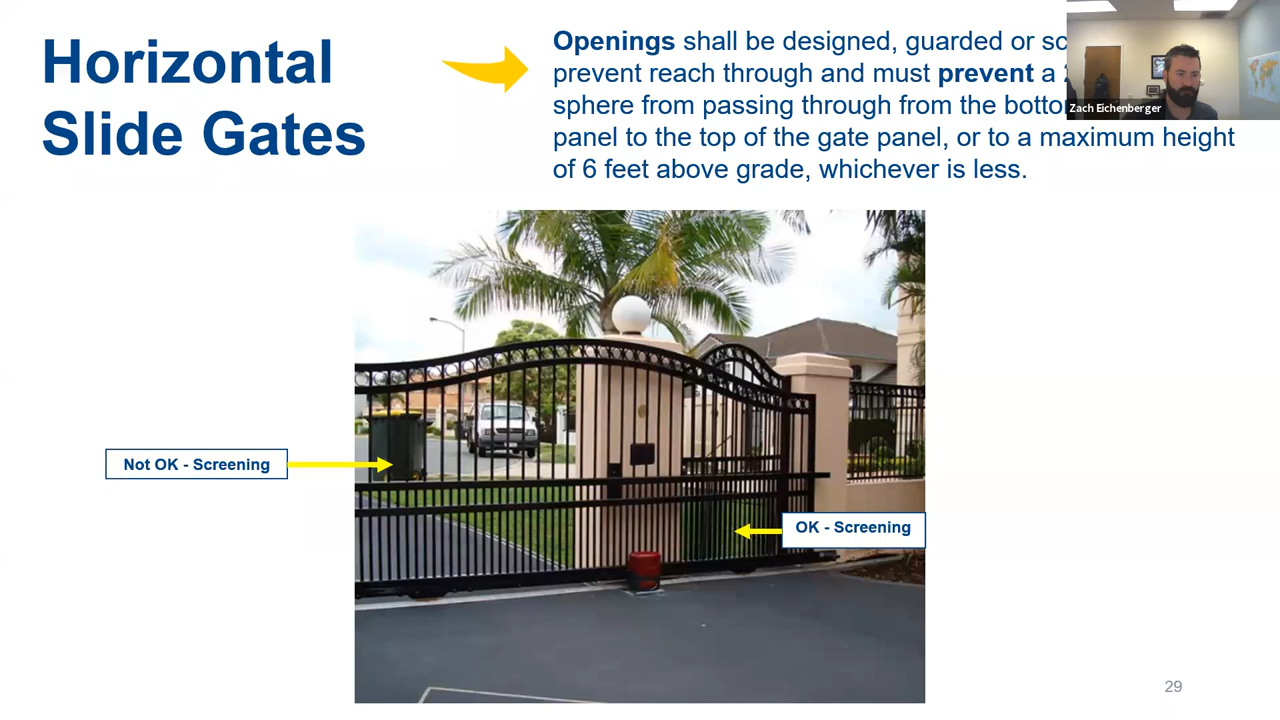 Horizontal
Slide Gates
Openings shall be designed, guarded or
prevent reach through and must prevent a
sphere from passing through from the
panel to the top of the gate panel, or to a maximum height
of 6 feet above grade, whichever is less.
Zach Eichenberger
Not OK - Screening
OK - Screening
29